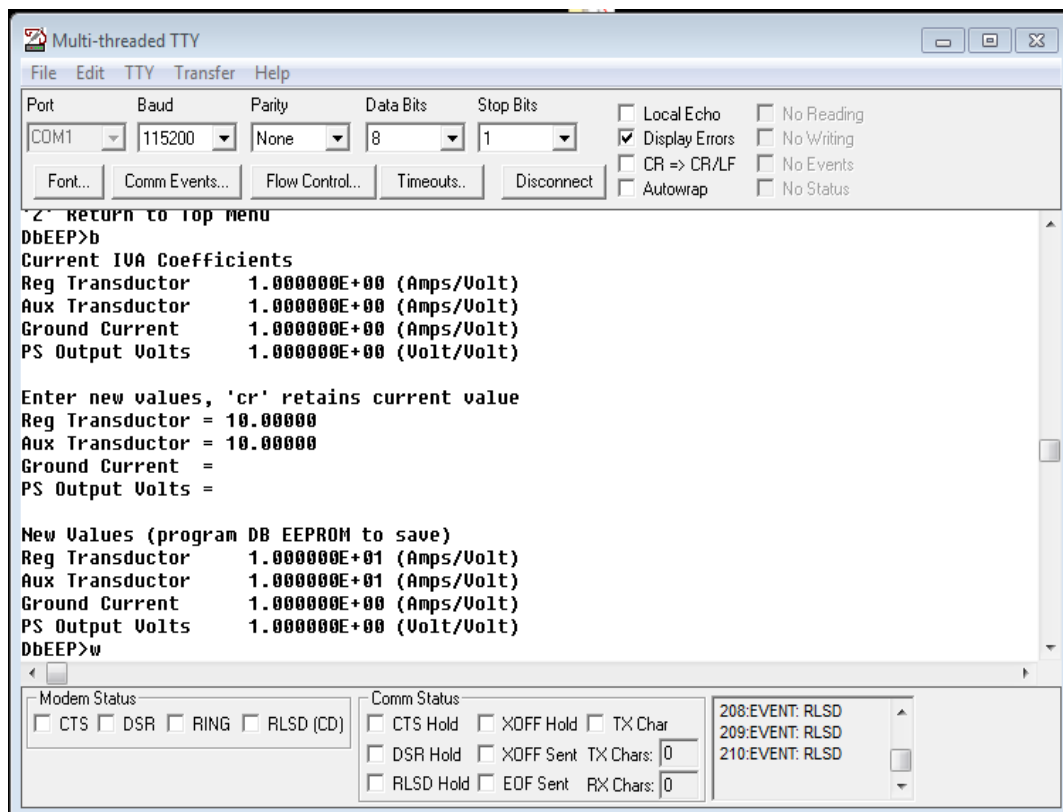 Multi-threaded TTY
File Edit TTY Transfer Help
Port Baud Parity Data Bits Stop Bits
COM1 115200 None 8 1
Local Echo No Reading
Display Errors No Writing
CR => CR/LF No Events
Autowrap No Status
Font... Comm Events... Flow Control... Timeouts.. Disconnect
'Z' Return to Top Menu
DbEEP>b
Current IVA Coefficients
Reg Transductor 1.000000E+00 (Amps/Volt)
Aux Transductor 1.000000E+00 (Amps/Volt)
Ground Current 1.000000E+00 (Amps/Volt)
PS Output Volts 1.000000E+00 (Volt/Volt)
Enter new values, 'cr' retains current value
Reg Transductor = 10.00000
Aux Transductor = 10.00000
Ground Current =
PS Output Volts =
New Values (program DB EEPROM to save)
Reg Transductor 1.000000E+01 (Amps/Volt)
Aux Transductor 1.000000E+01 (Amps/Volt)
Ground Current 1.000000E+00 (Amps/Volt)
PS Output Volts 1.000000E+00 (Volt/Volt)
DbEEP>w
Modem Status
CTS DSR RING RLSD (CD)
Comm Status
CTS Hold XOFF Hold TX Char
DSR Hold XOFF Sent TX Chars: 0
RLSD Hold EOF Sent RX Chars: 0
208:EVENT: RLSD
209:EVENT: RLSD
210:EVENT: RLSD